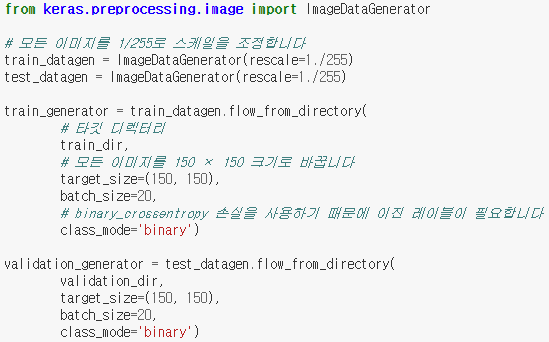 from keras.preprocessing.image import ImageDataGenerator
# 모든 이미지를 1/255로 스케일을 조정합니다
train_datagen = ImageDataGenerator(rescale=1./255)
test_datagen = ImageDataGenerator(rescale=1./255)
train_generator = train_datagen.flow_from_directory(
# 타깃 디렉터리
train_dir,
# 모든 이미지를 150 × 150 크기로 바꿉니다
target_size=(150, 150),
batch_size=20,
# binary_crossentropy 손실을 사용하기 때문에 이진 레이블이 필요합니다
class_mode='binary')
validation_generator = test_datagen.flow_from_directory(
validation_dir,
target_size=(150, 150),
batch_size=20,
class_mode='binary')